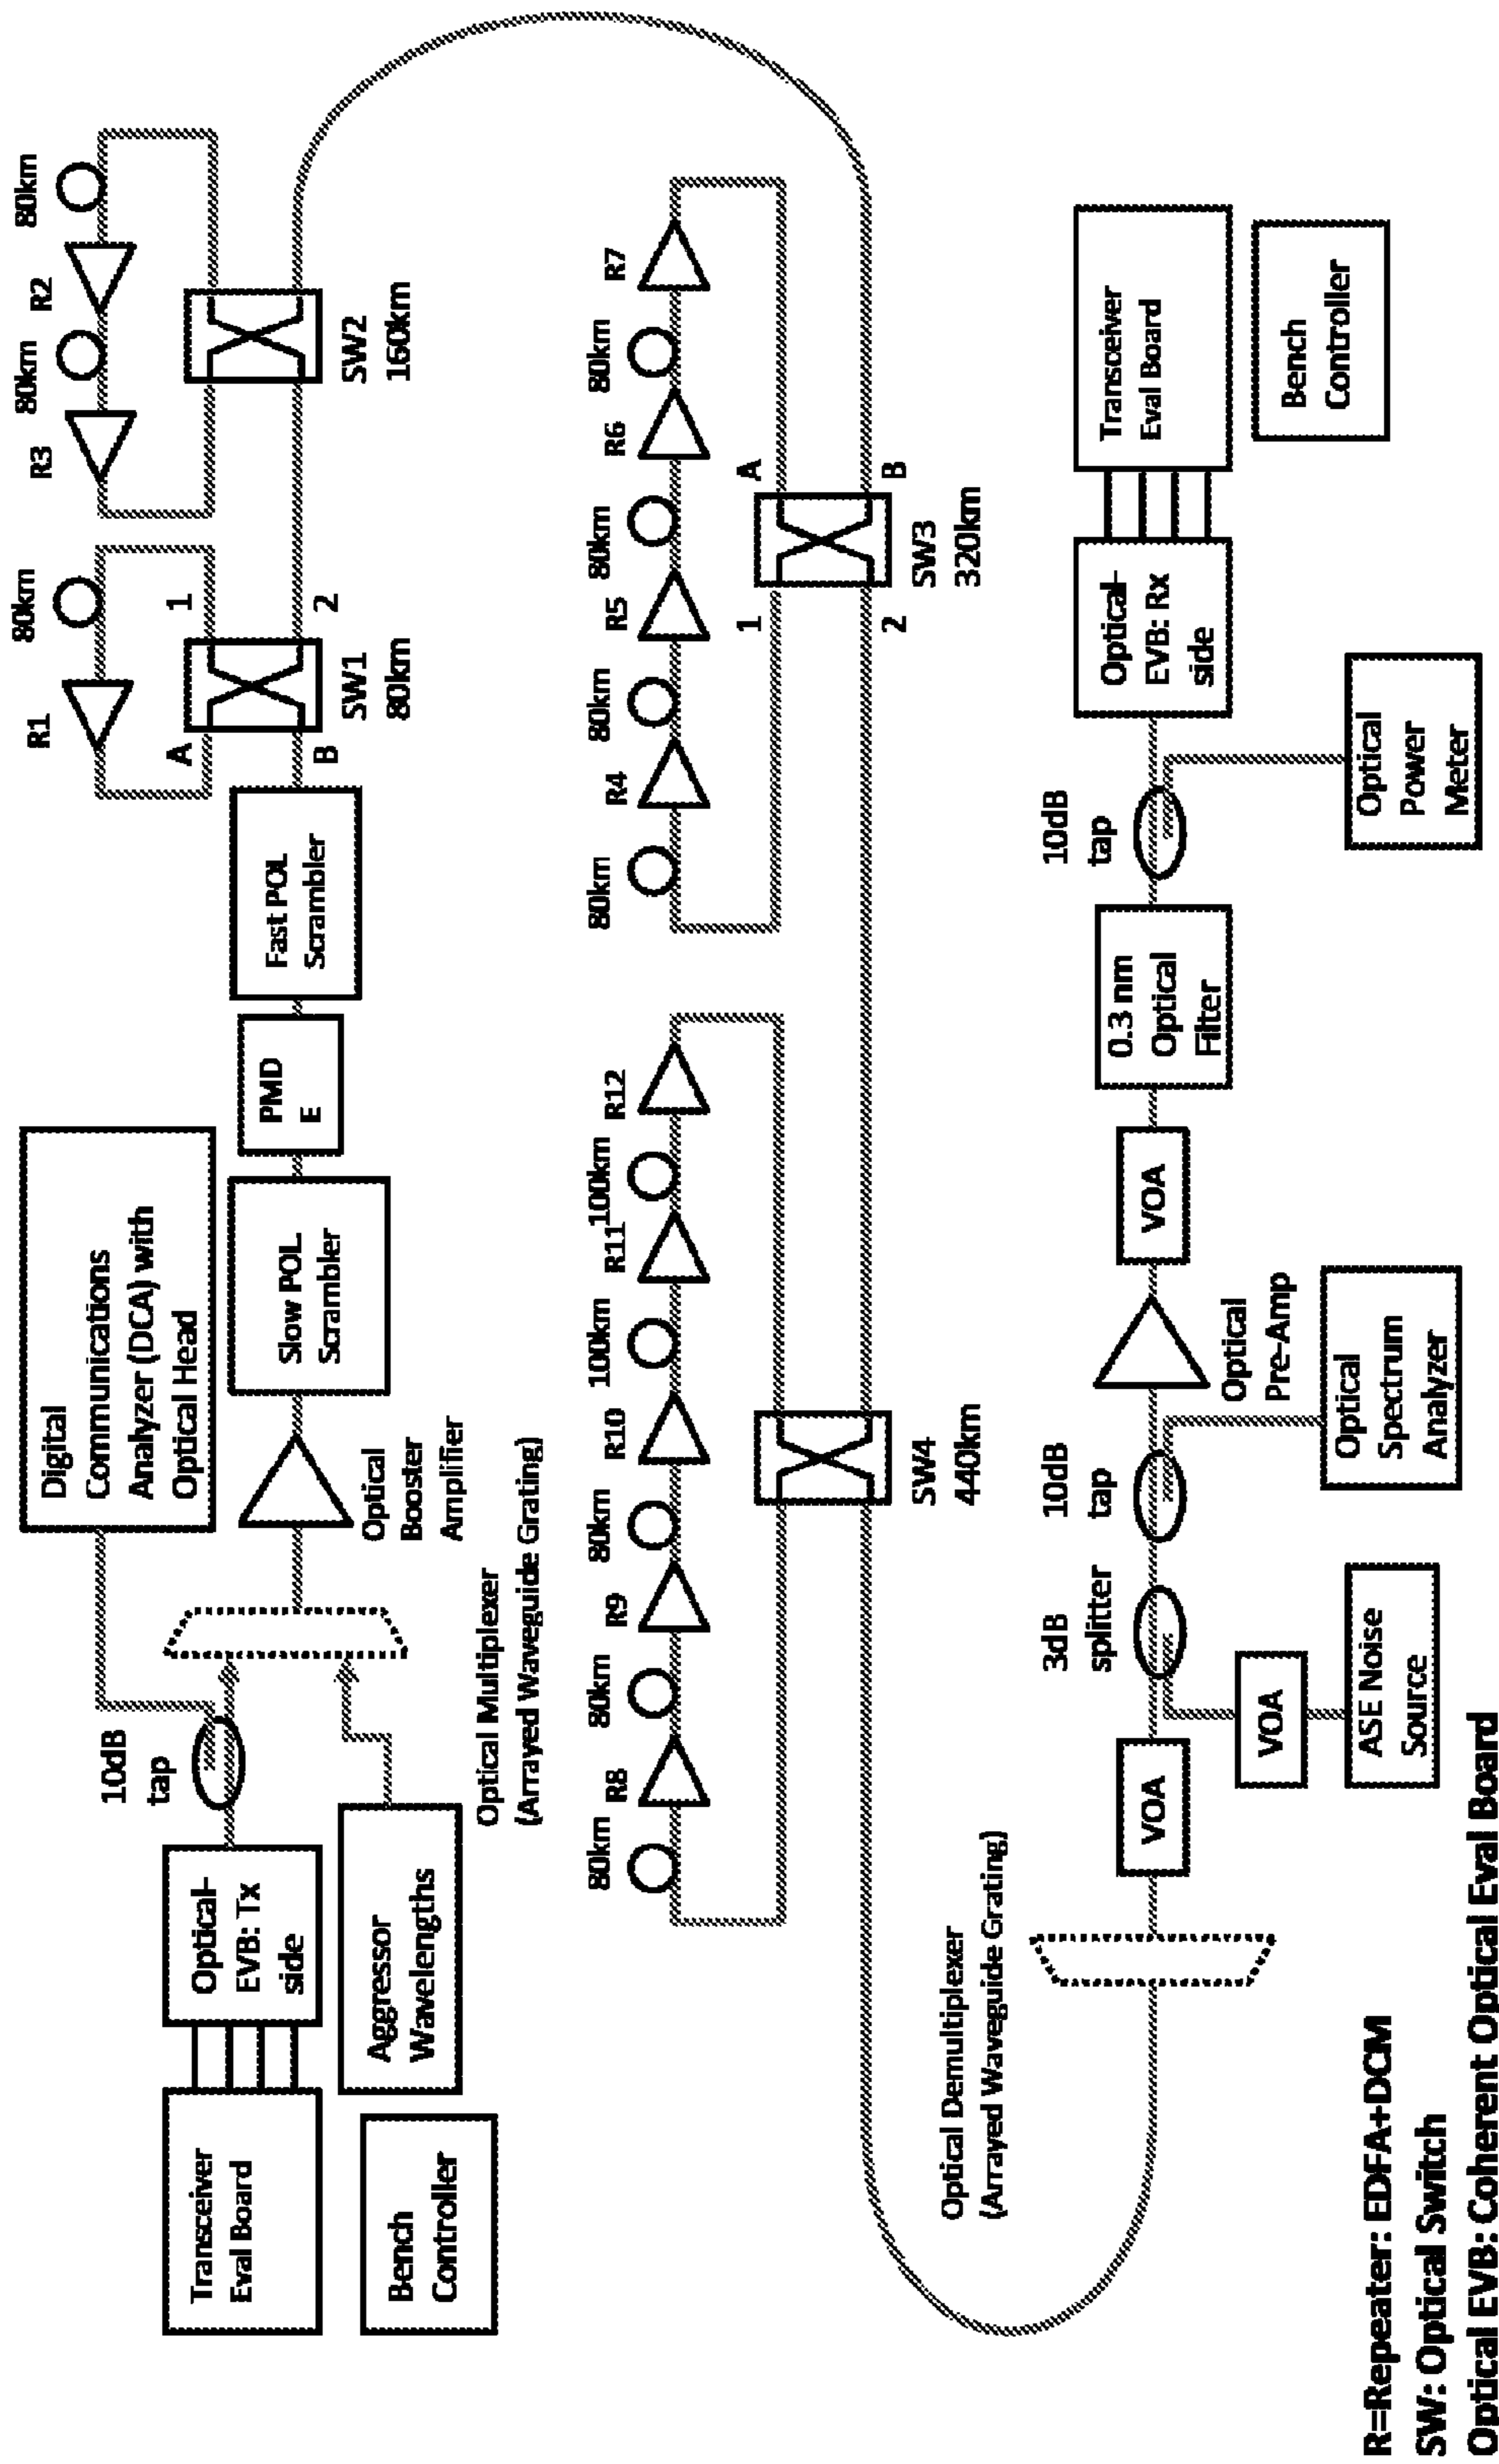 Digital
Communications
Analyzer (DCA) with
Optical Head
10dB
tap
Transceiver
Eval Board
Optical-
EVB: Tx
side
Bench
Controller
Aggressor
Wavelengths
Optical Multiplexer
(Arrayed Waveguide Grating)
Optical
Booster
Amplifier
Slow POL
Scrambler
PMD
E
Fast POL
Scrambler
R1
80km
A
1
B
2
SW1
80km
R3
80km
R2
80km
SW2
160km
80km
R8
80km
R9
80km
R10
100km
R11
100km
R12
SW4
440km
80km
R4
80km
R5
80km
R6
80km
R7
1
A
2
B
SW3
320km
Optical Demultiplexer
(Arrayed Waveguide Grating)
VOA
3dB
splitter
VOA
ASE Noise
Source
10dB
tap
Optical
Spectrum
Analyzer
Optical
Pre-Amp
VOA
0.3 nm
Optical
Filter
10dB
tap
Optical
Power
Meter
Optical-
EVB: Rx
side
Transceiver
Eval Board
Bench
Controller
R=Repeater: EDFA+DCM
SW: Optical Switch
Optical EVB: Coherent Optical Eval Board